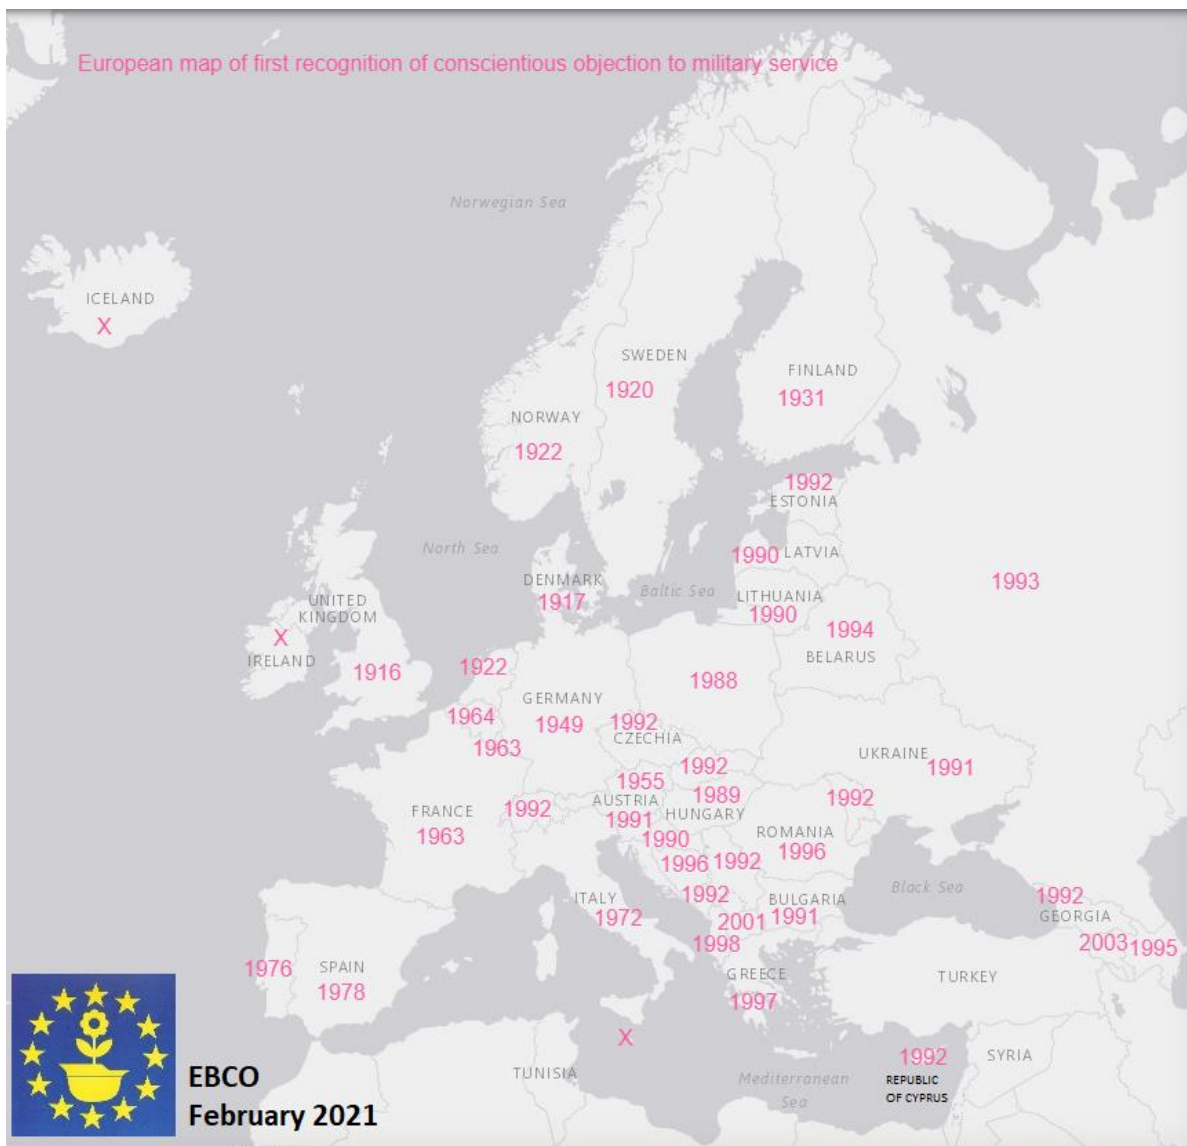 European map of first recognition of conscientious objection to military service
Norwegian Sea
ICELAND
X
SWEDEN
1920
FINLAND
1931
NORWAY
1922
1992
ESTONIA
North Sea
1990 LATVIA
DENMARK
1917
Baltic Sea
LITHUANIA
1990
1993
UNITED
KINGDOM
1994
BELARUS
X
IRELAND
1916
1922
1988
GERMANY
1949
1964
1992
CZECHIA
1963
1992
UKRAINE
1991
1955
AUSTRIA
1989
HUNGARY
1992
FRANCE
1963
1992
1991
1990
ROMANIA
1996
1996
1992
Black Sea
ITALY
1972
1992
BULGARIA
1991
2001
1998
1992
GEORGIA
2003
1995
1976
SPAIN
1978
GREECE
1997
TURKEY
X
1992
REPUBLIC
OF CYPRUS
SYRIA
TUNISIA
Mediterranean
Sea
EBCO
February 2021